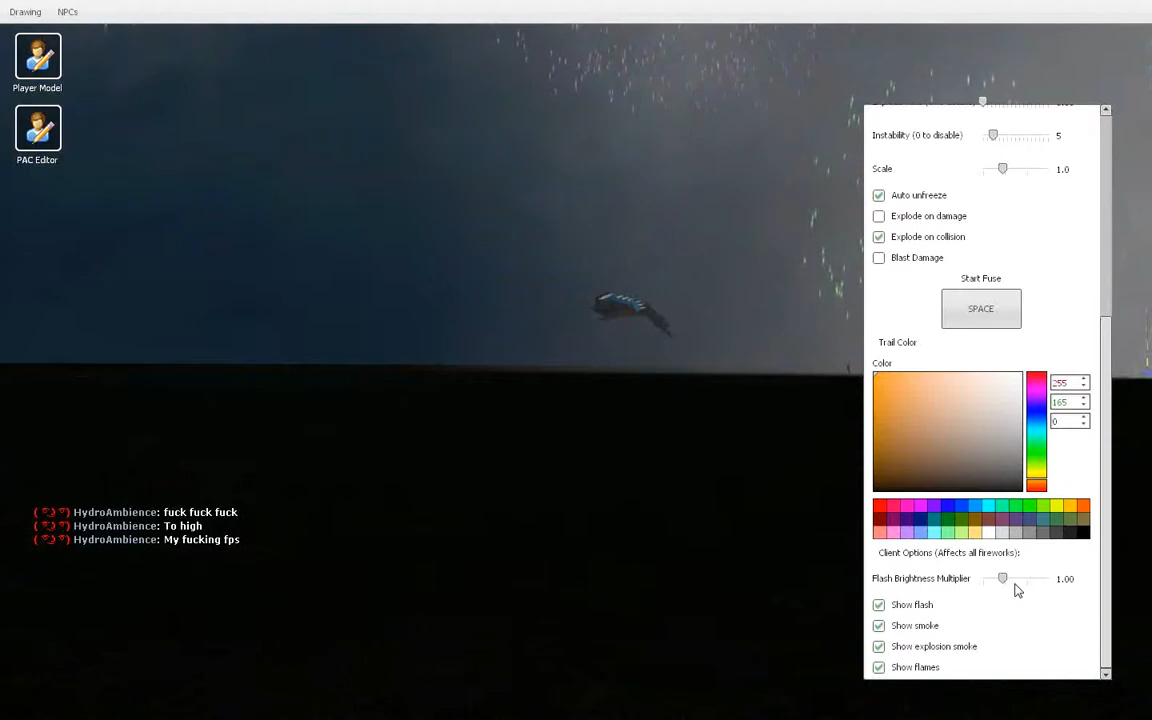 Drawing NPCs
Player Model
PAC Editor
Instability (0 to disable) 5
Scale 1.0
Auto unfreeze
Explode on damage
Explode on collision
Blast Damage
Start Fuse
SPACE
Trail Color
Color
255
165
0
HydroAmbience: fuck fuck fuck
HydroAmbience: To high
HydroAmbience: My fucking fps
Client Options (Affects all fireworks):
Flash Brightness Multiplier 1.00
Show flash
Show smoke
Show explosion smoke
Show flames